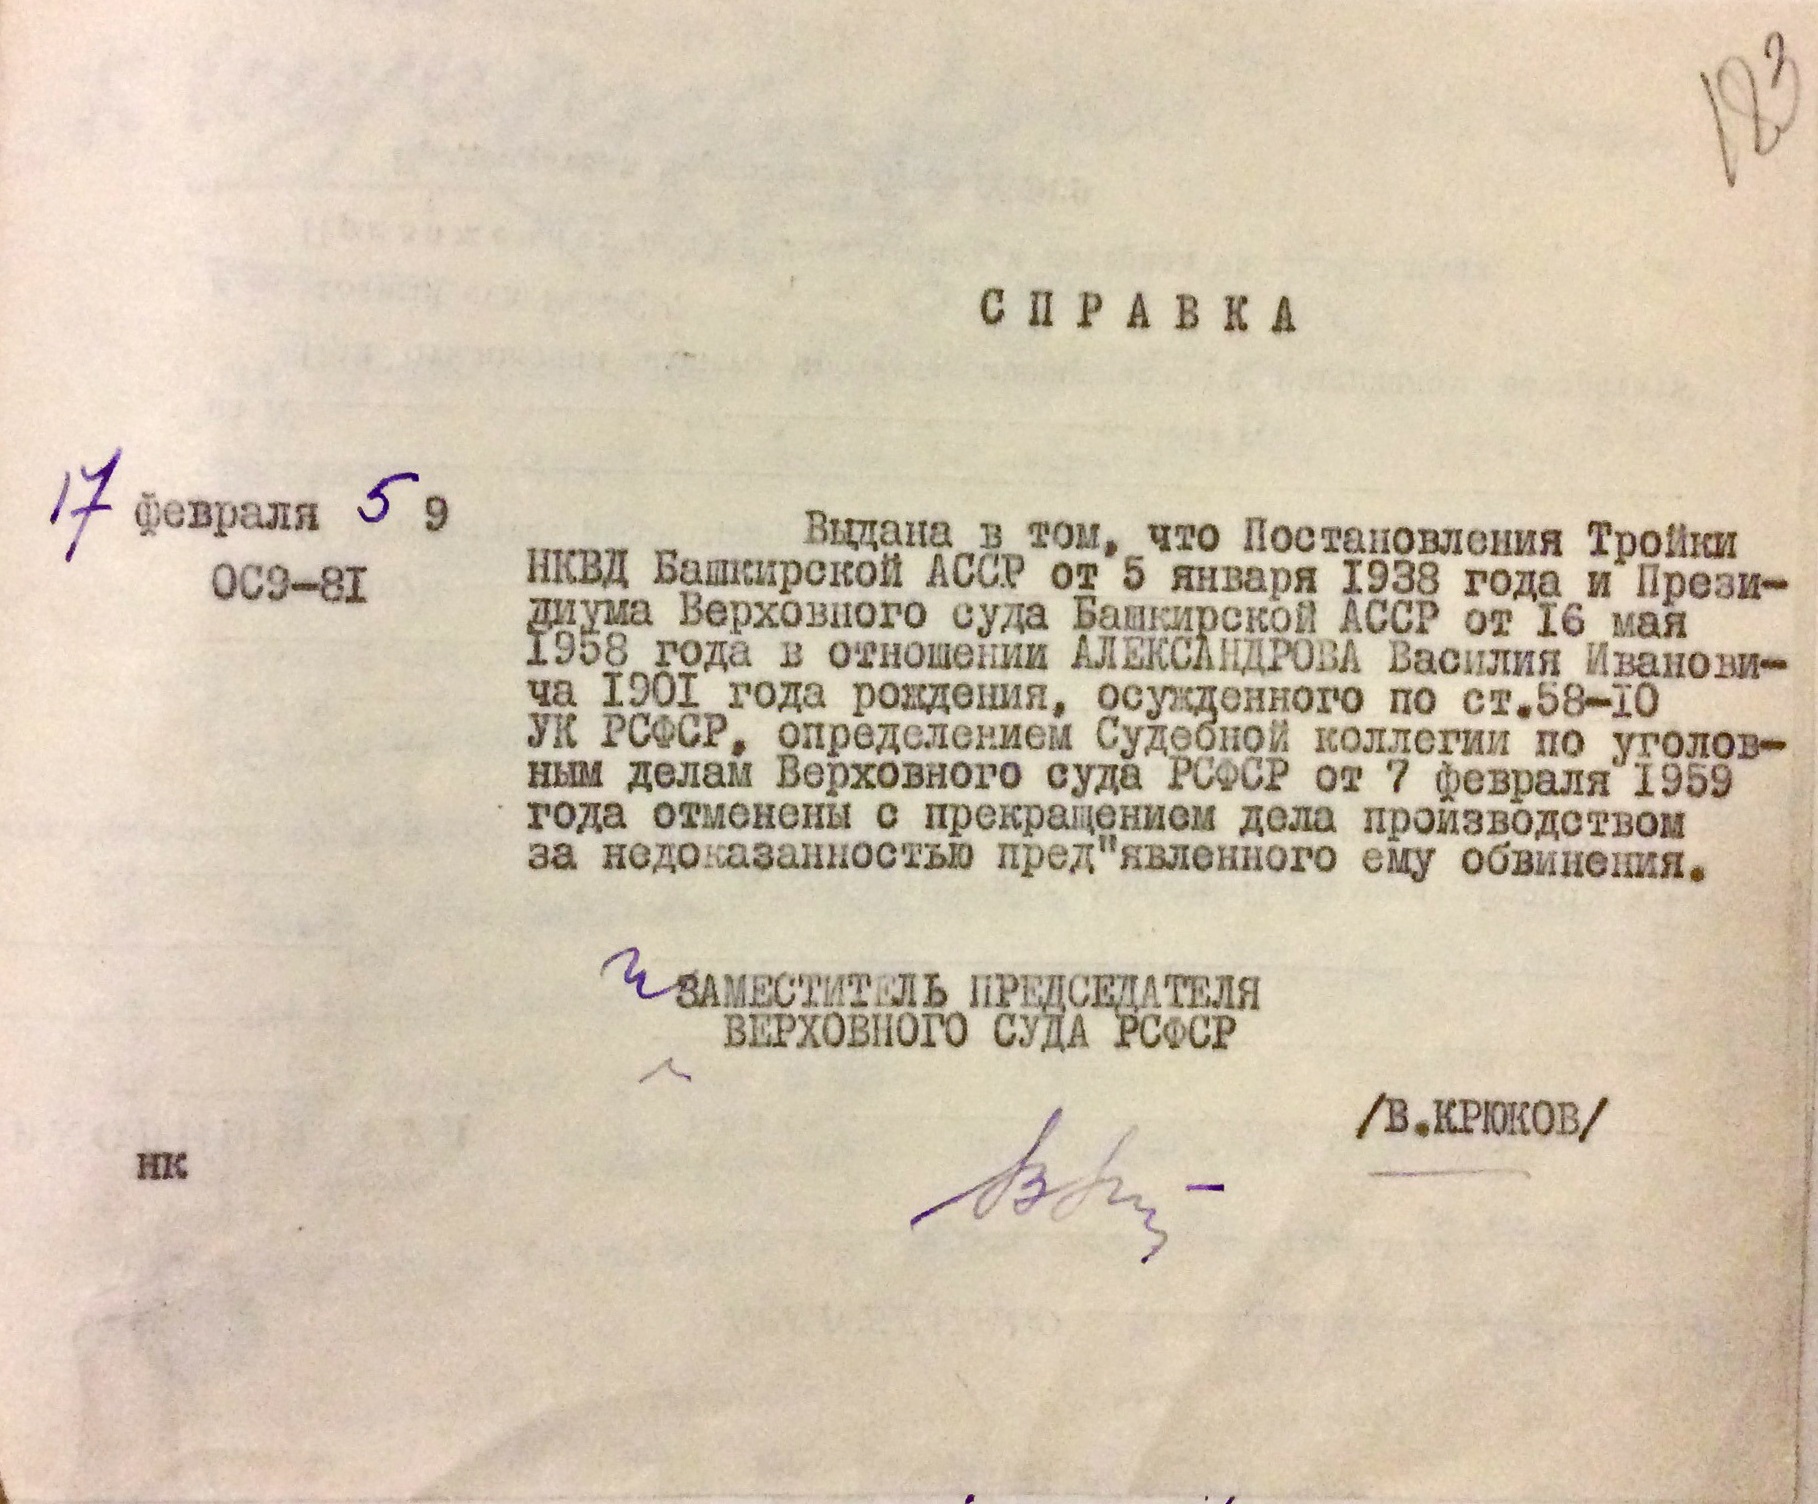 123
СПРАВКА
17 февраля 59
ОС9-81
Выдана в том, что Постановления Тройки
НКВД Башкирской АССР от 5 января 1938 года и Прези-
диума Верховного суда Башкирской АССР от 16 мая
1958 года в отношении АЛЕКСАНДРОВА Василия Иванови-
ча 1901 года рождения, осужденного по ст.58-10
УК РСФСР, определением Судебной коллегии по уголов-
ным делам Верховного суда РСФСР от 7 февраля 1959
года отменены с прекращением дела производством
за недоказанностью пред"явленного ему обвинения.
ЗАМЕСТИТЕЛЬ ПРЕДСЕДАТЕЛЯ
ВЕРХОВНОГО СУДА РСФСР
/В.КРЮКОВ/
нк